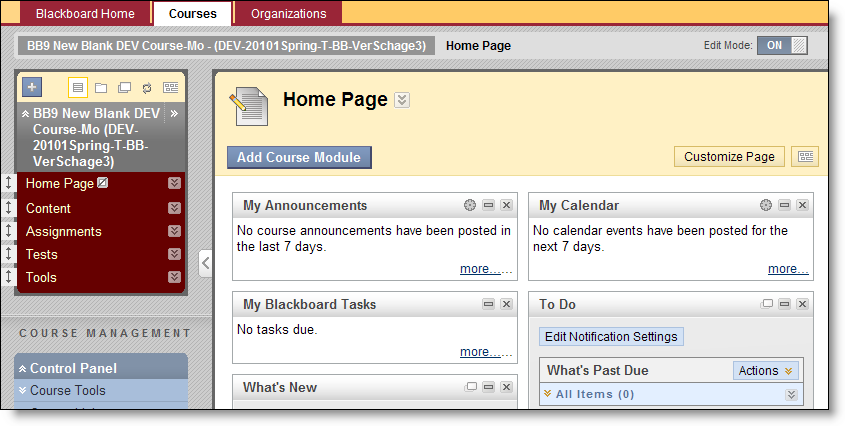 Blackboard Home Courses Organizations
BB9 New Blank DEV Course-Mo - (DEV-20101Spring-T-BB-VerSchage3) Home Page Edit Mode: ON
BB9 New Blank DEV
Course-Mo (DEV-
20101Spring-T-BB-
VerSchage3)
Home Page
Content
Assignments
Tests
Tools
COURSE MANAGEMENT
Control Panel
Course Tools
Home Page
Add Course Module
Customize Page
My Announcements
No course announcements have been posted in
the last 7 days.
more......
My Calendar
No calendar events have been posted for the
next 7 days.
more...
My Blackboard Tasks
No tasks due.
more......
To Do
Edit Notification Settings
What's Past Due Actions
All Items (0)
What's New